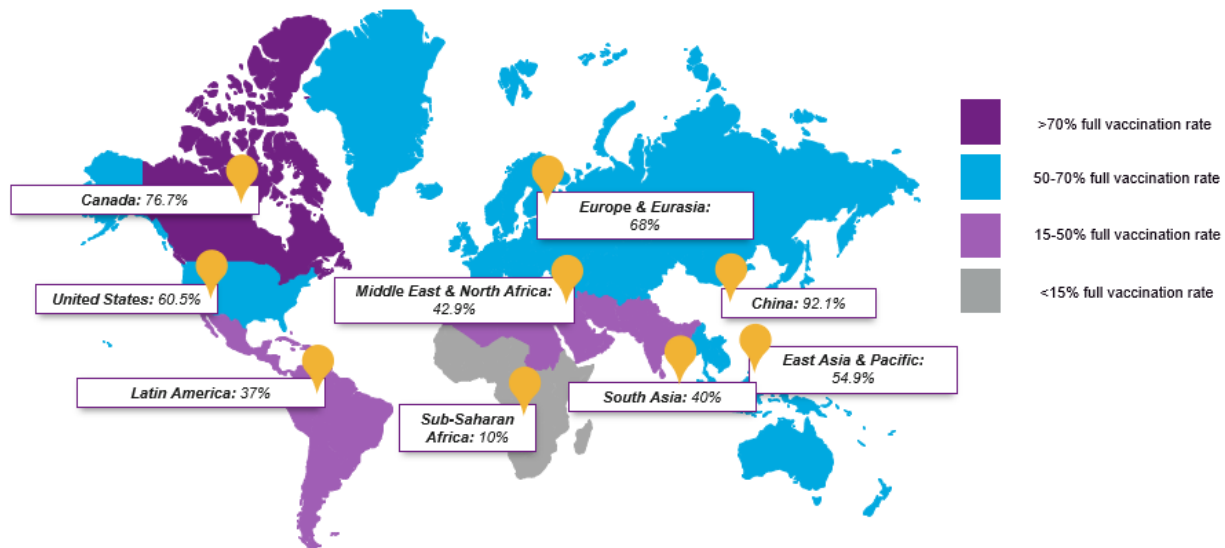 >70% full vaccination rate
Canada: 76.7%
50-70% full vaccination rate
Europe & Eurasia:
68%
15-50% full vaccination rate
United States: 60.5%
Middle East & North Africa:
42.9%
China: 92.1%
<15% full vaccination rate
East Asia & Pacific:
54.9%
Latin America: 37%
South Asia: 40%
Sub-Saharan
Africa: 10%